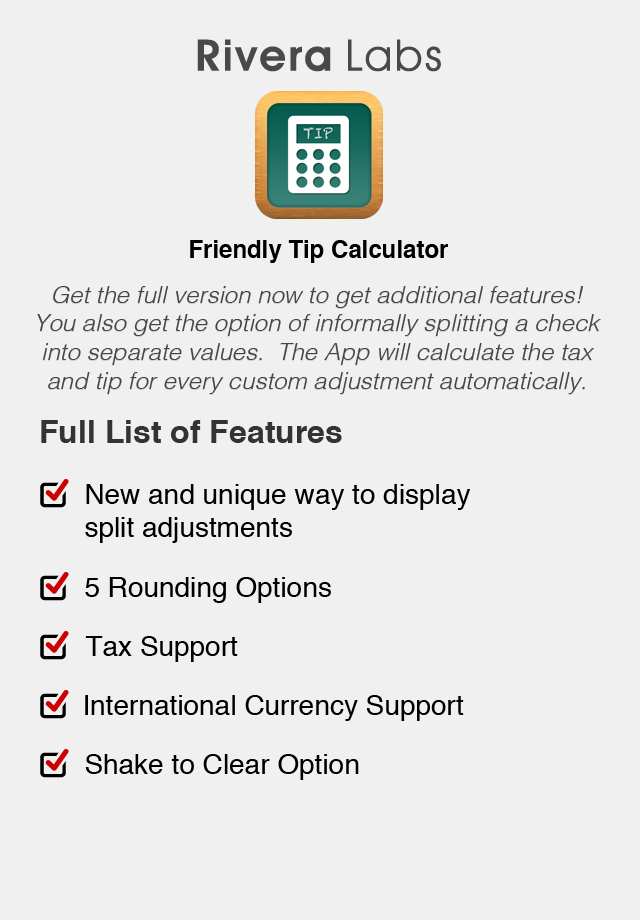 Rivera Labs
TIP
Friendly Tip Calculator
Get the full version now to get additional features!
You also get the option of informally splitting a check
into separate values.  The App will calculate the tax
and tip for every custom adjustment automatically.
Full List of Features
New and unique way to display
split adjustments
5 Rounding Options
Tax Support
International Currency Support
Shake to Clear Option